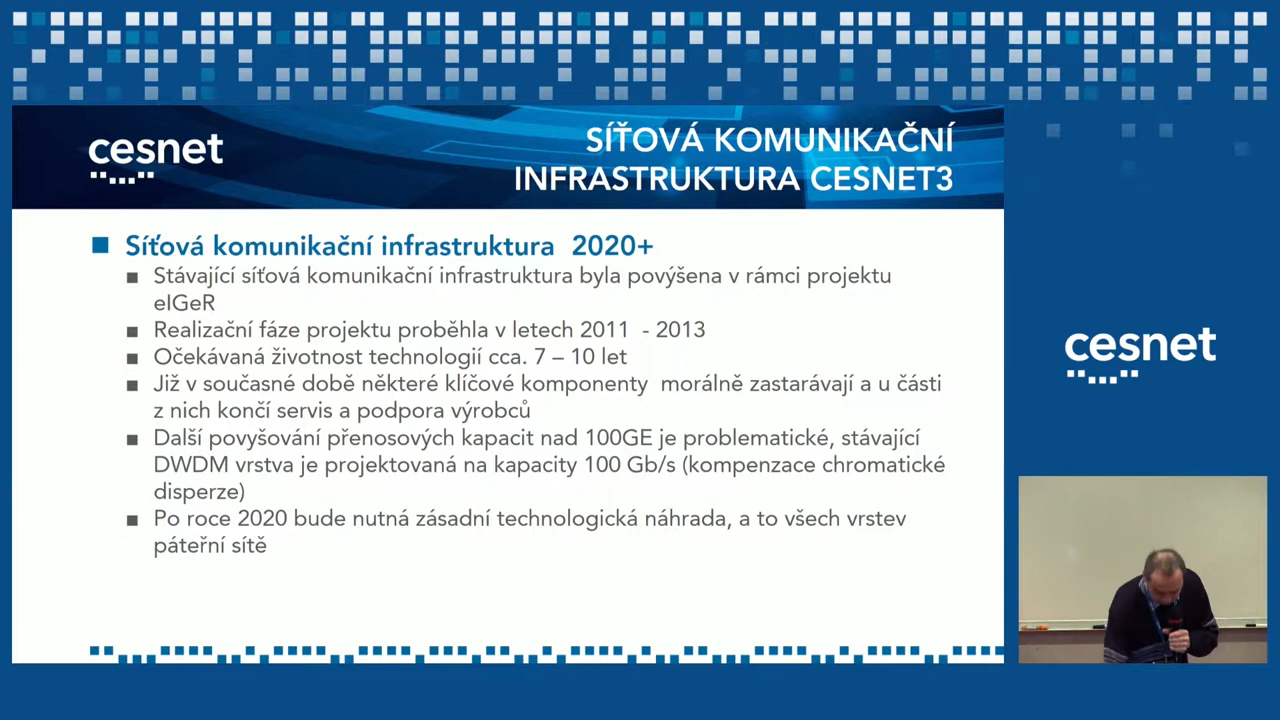 cesnet
SÍŤOVÁ KOMUNIKAČNÍ
INFRASTRUKTURA CESNET3
Síťová komunikační infrastruktura 2020+
Stávající síťová komunikační infrastruktura byla povýšena v rámci projektu
eIGeR
Realizační fáze projektu proběhla v letech 2011 - 2013
Očekávaná životnost technologií cca. 7 – 10 let
Již v současné době některé klíčové komponenty morálně zastarávají a u části
z nich končí servis a podpora výrobců
Další povyšování přenosových kapacit nad 100GE je problematické, stávající
DWDM vrstva je projektovaná na kapacity 100 Gb/s (kompenzace chromatické
disperze)
Po roce 2020 bude nutná zásadní technologická náhrada, a to všech vrstev
páteřní sítě
cesnet